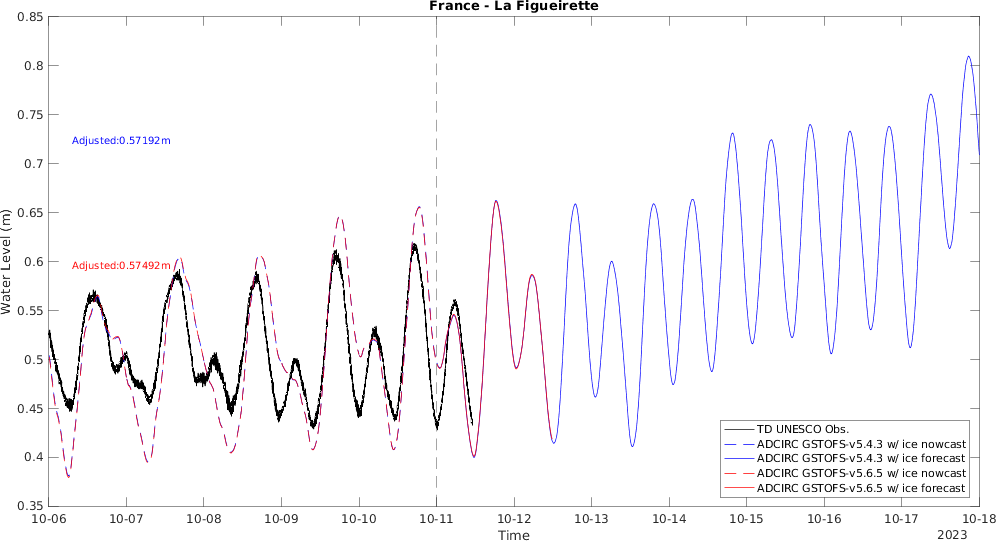 France - La Figueirette
0.85
0.8
0.75
0.7
0.65
0.6
0.55
0.5
0.45
0.4
0.35
Water Level (m)
Adjusted:0.57192m
Adjusted:0.57492m
TD UNESCO Obs.
ADCIRC GSTOFS-v5.4.3 w/ ice nowcast
ADCIRC GSTOFS-v5.4.3 w/ ice forecast
ADCIRC GSTOFS-v5.6.5 w/ ice nowcast
ADCIRC GSTOFS-v5.6.5 w/ ice forecast
10-06 10-07 10-08 10-09 10-10 10-11 10-12 10-13 10-14 10-15 10-16 10-17 10-18
Time
2023